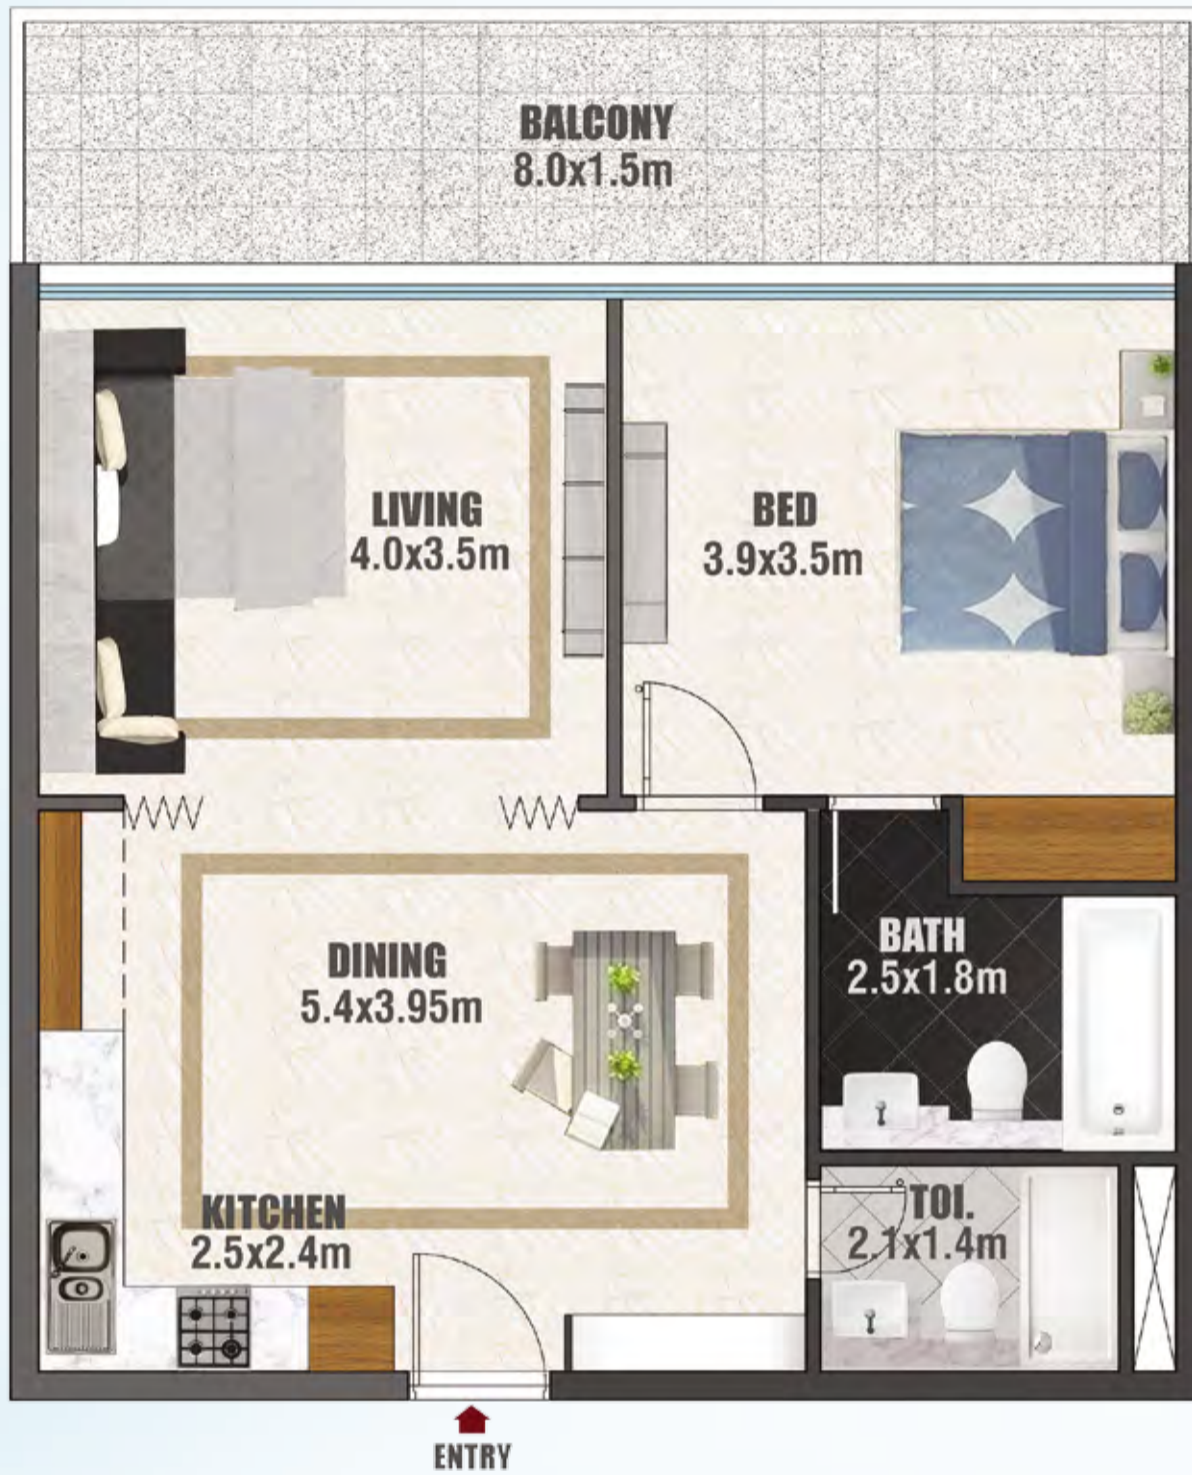 BALCONY
8.0x1.5m
LIVING
4.0x3.5m
BED
3.9x3.5m
DINING
5.4x3.95m
BATH
2.5x1.8m
KITCHEN
2.5x2.4m
TOI.
2.1x1.4m
ENTRY